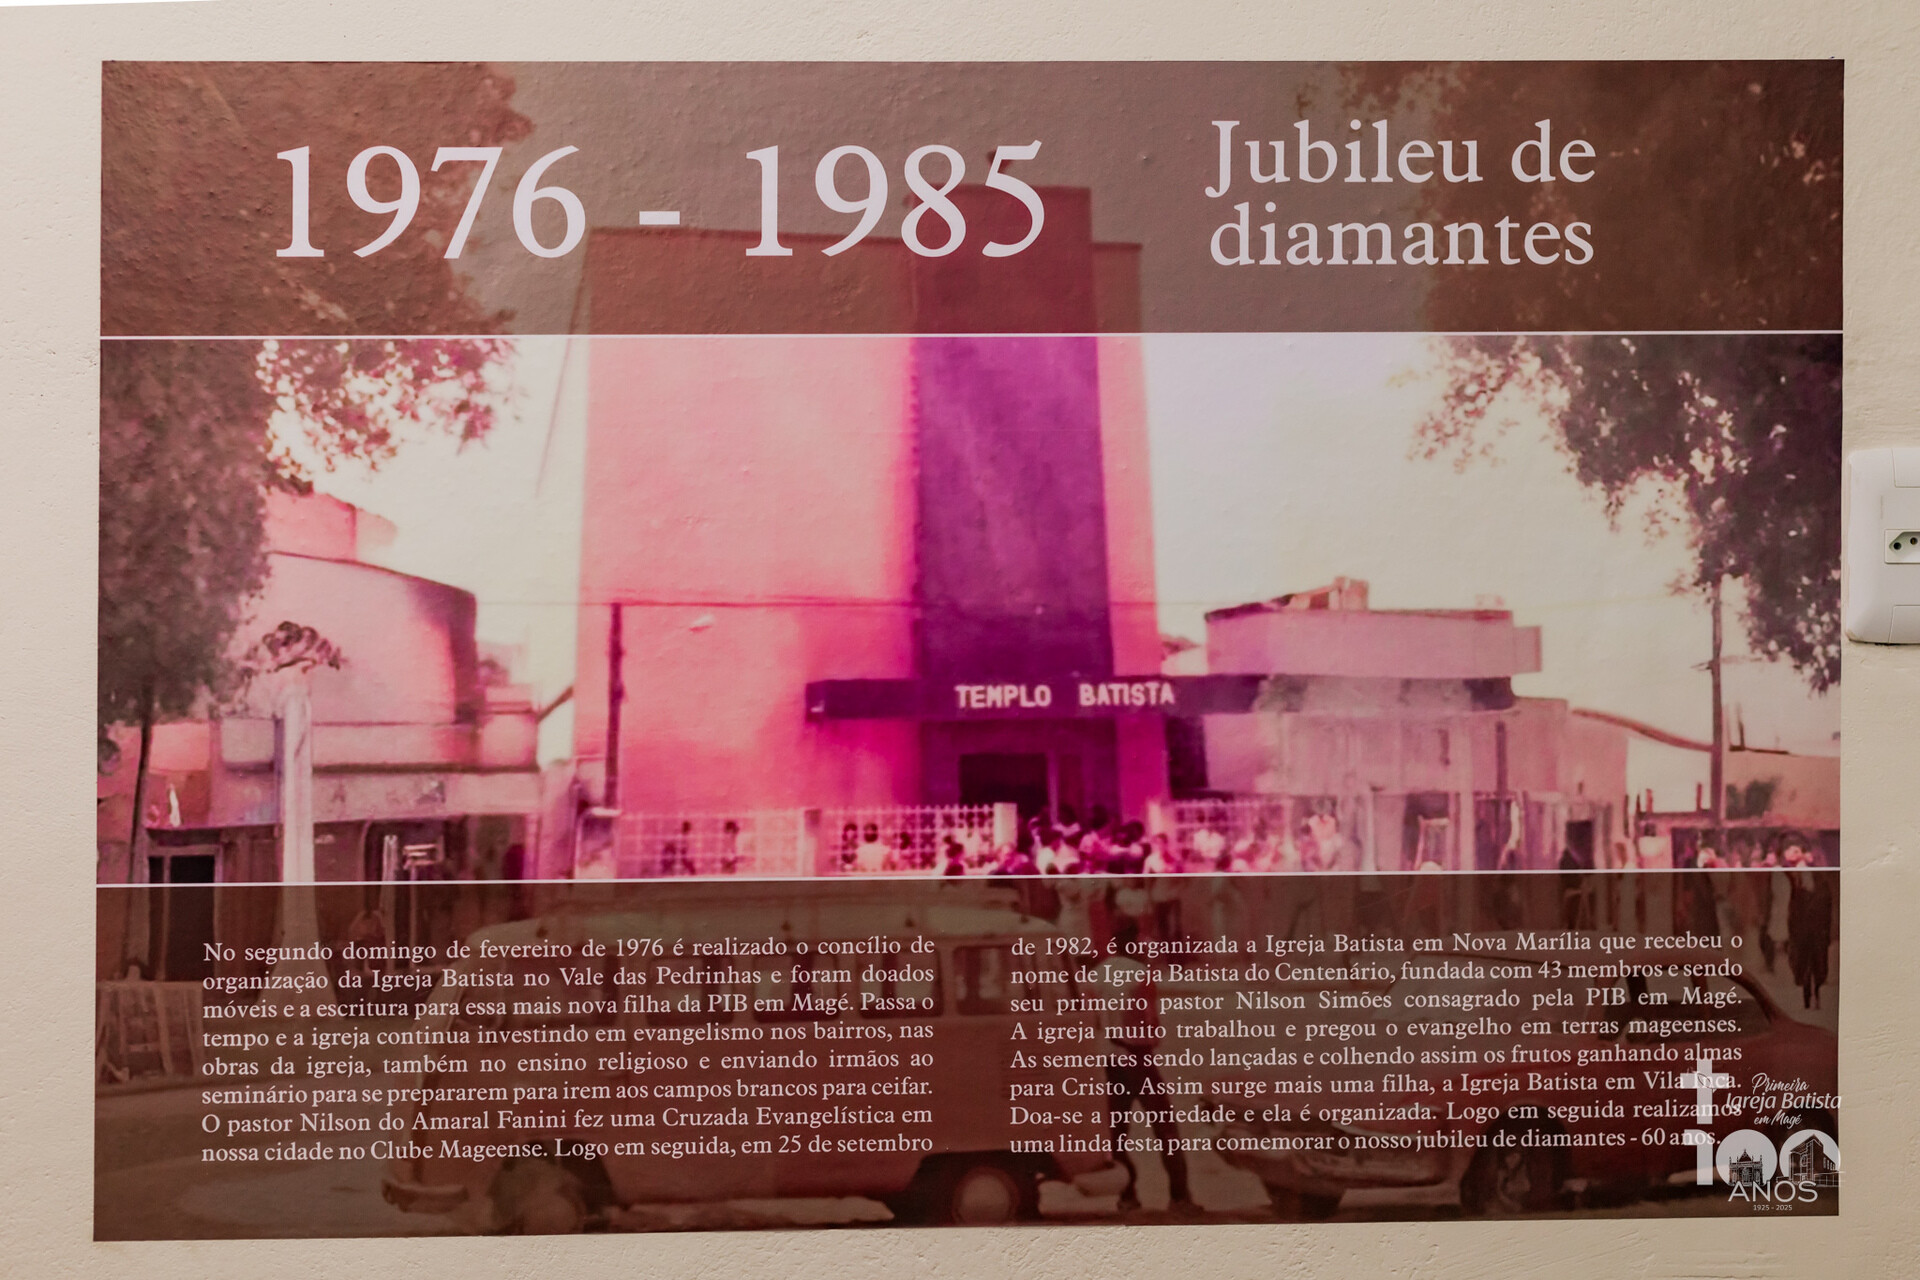 1976 - 1985
Jubileu de
diamantes
TEMPLO BATISTA
No segundo domingo de fevereiro de 1976 é realizado o concílio de
organização da Igreja Batista no Vale das Pedrinhas e foram doados
móveis e a escritura para essa mais nova filha da PIB em Magé. Passa o
tempo e a igreja continua investindo em evangelismo nos bairros, nas
obras da igreja, também no ensino religioso e enviando irmãos ao
seminário para se prepararem para irem aos campos brancos para ceifar.
O pastor Nilson do Amaral Fanini fez uma Cruzada Evangelística em
nossa cidade no Clube Mageense. Logo em seguida, em 25 de setembro
de 1982, é organizada a Igreja Batista em Nova Marília que recebeu o
nome de Igreja Batista do Centenário, fundada com 43 membros e sendo
seu primeiro pastor Nilson Simões consagrado pela PIB em Magé.
A igreja muito trabalhou e pregou o evangelho em terras mageenses.
As sementes sendo lançadas e colhendo assim os frutos ganhando almas
para Cristo. Assim surge mais uma filha, a Igreja Batista em Vila Inca.
Doa-se a propriedade e ela é organizada. Logo em seguida realizamos
uma linda festa para comemorar o nosso jubileu de diamantes - 60 anos.
Primeira
Igreja Batista
em Magé
100
ANOS
1925 - 2025